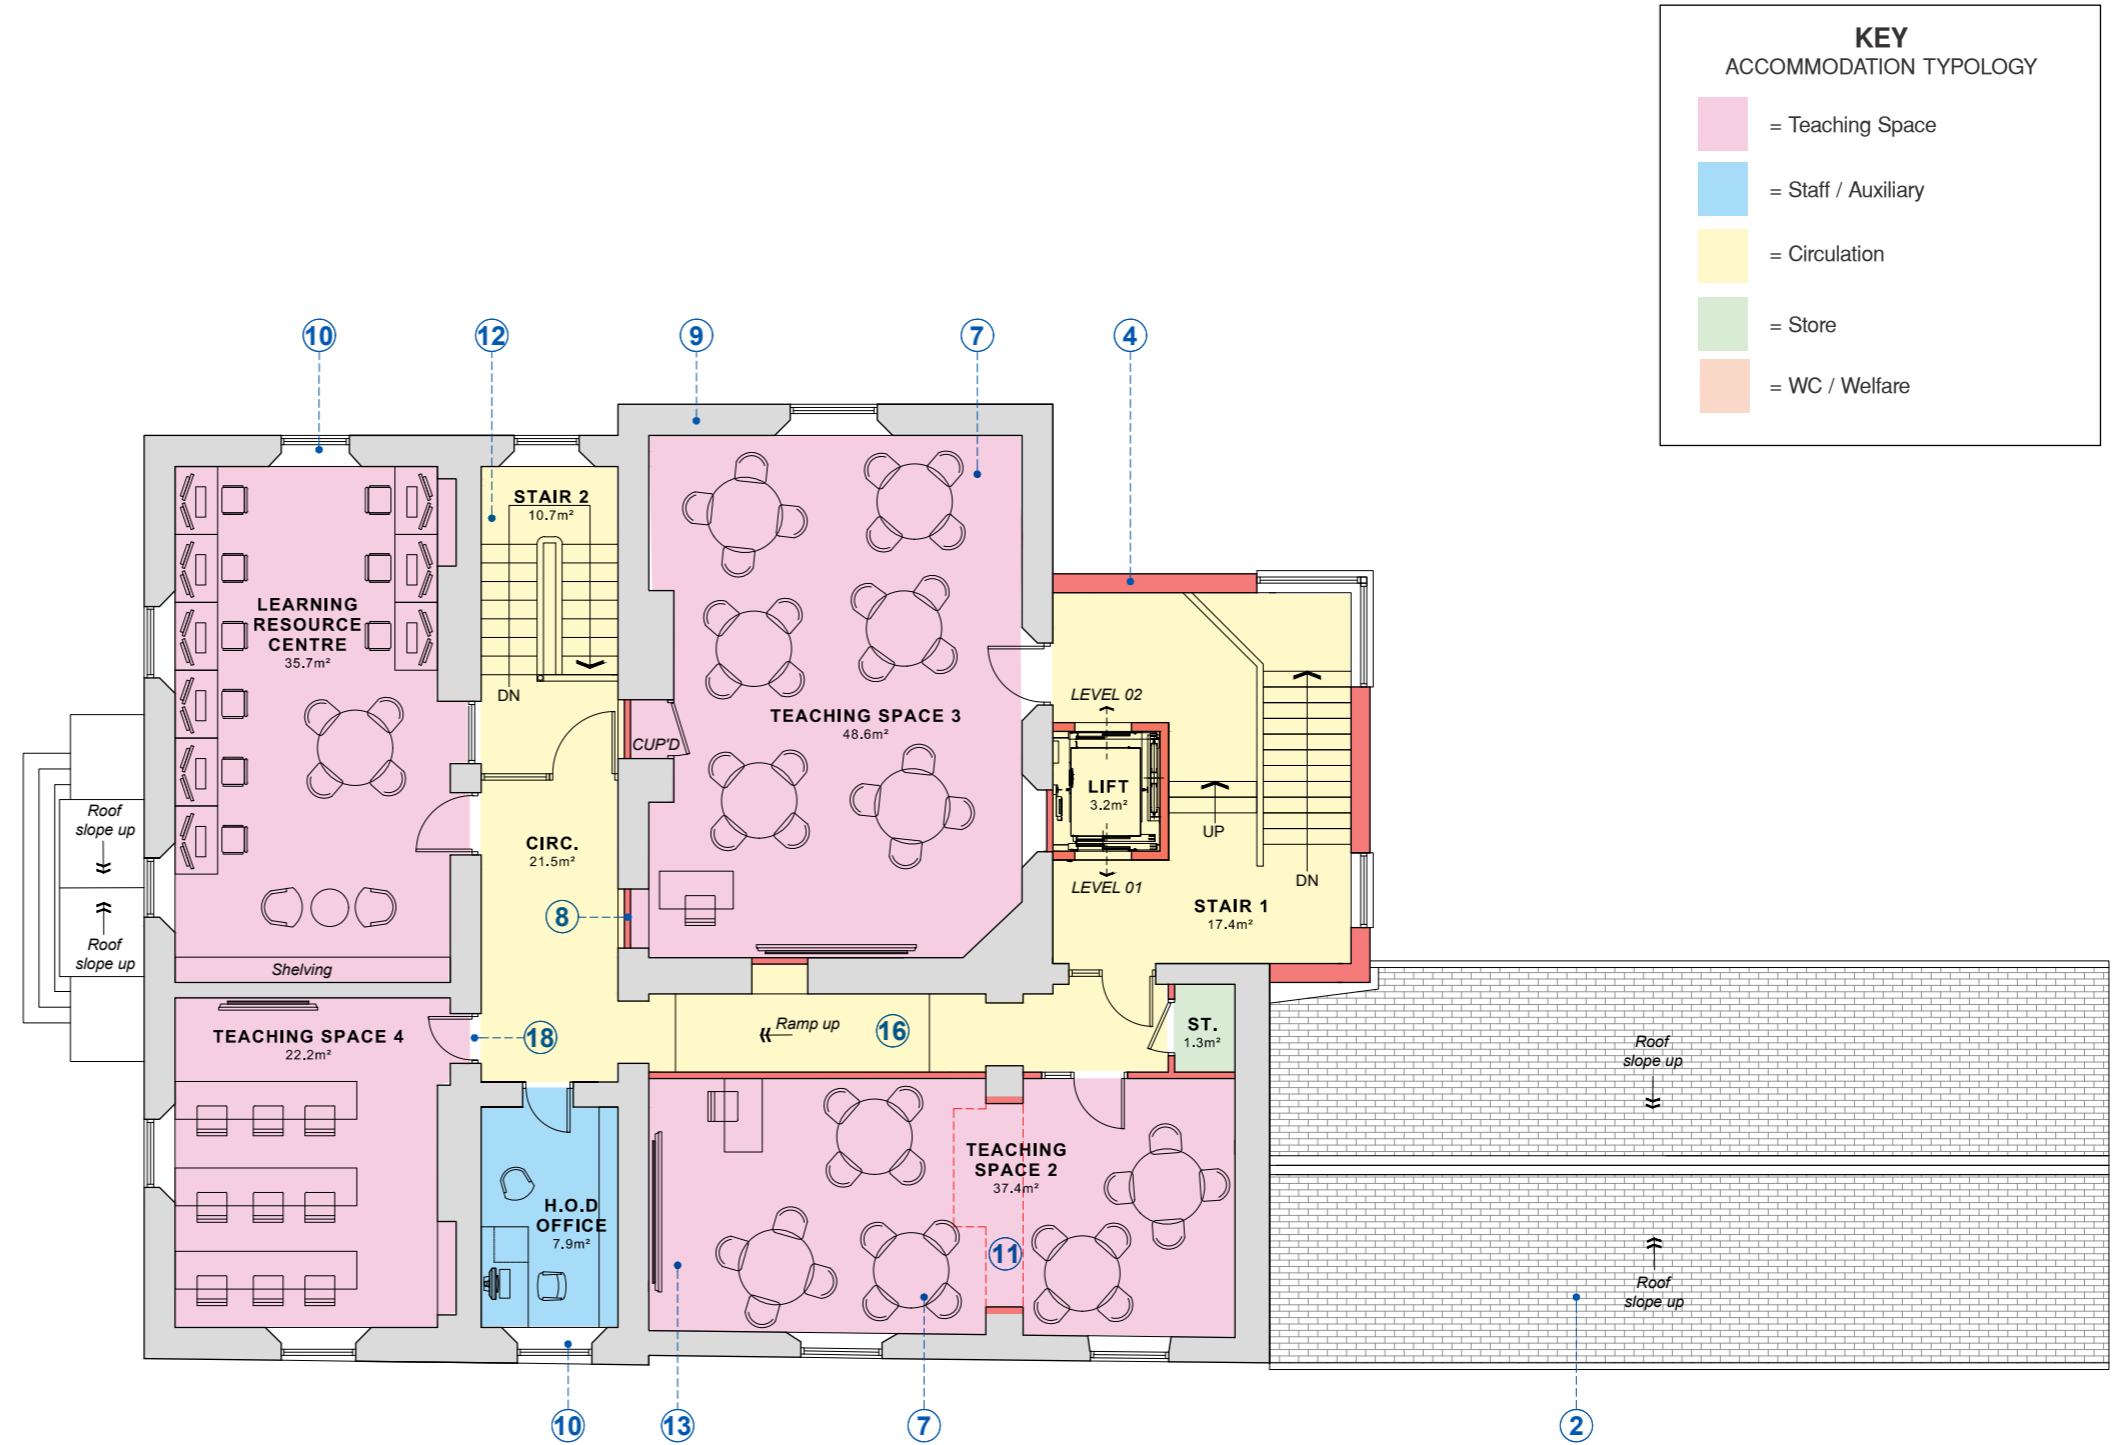 KEY
ACCOMMODATION TYPOLOGY
= Teaching Space
= Staff / Auxiliary
= Circulation
= Store
= WC / Welfare
10
12
9
7
4
STAIR 2
10.7m²
DN
LEARNING
RESOURCE
CENTRE
35.7m²
LEVEL 02
TEACHING SPACE 3
48.6m²
CUP'D
LIFT
3.2m²
UP
Roof
slope up
CIRC.
21.5m²
DN
LEVEL 01
STAIR 1
17.4m²
8
Roof
slope up
Shelving
TEACHING SPACE 4
22.2m²
18
Ramp up
16
ST.
1.3m²
Roof
slope up
TEACHING
SPACE 2
37.4m²
H.O.D
OFFICE
7.9m²
11
Roof
slope up
10
13
7
2